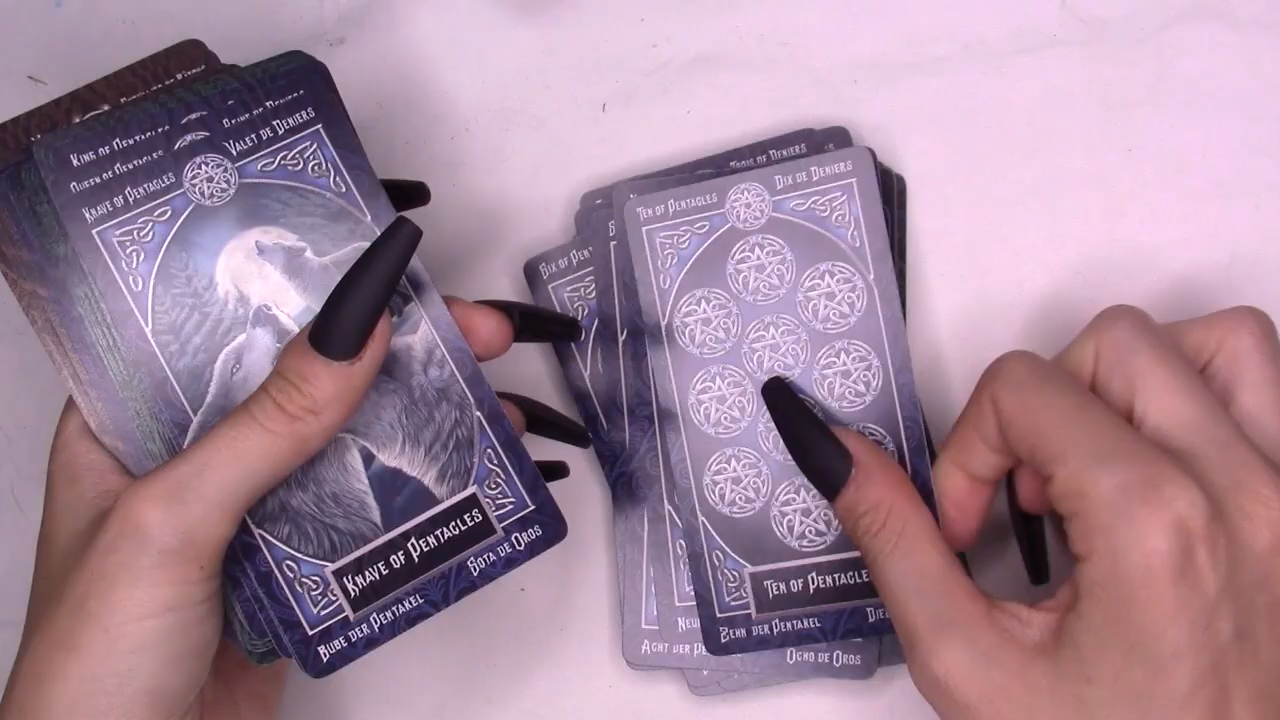 KING OF PENTACLES
QUEEN OF PENTACLES
KNAVE OF PENTACLES
VALET DE DENIERS
KNAVE OF PENTACLES
BUBE DER PENTAKEL
SOTA DE OROS
TROIS DE DENIERS
SIX OF
TEN OF PENTACLES
DIX DE DENIERS
TEN OF
ZEHN DER PENTAKEL
ACHT DER
OCHO DE OROS